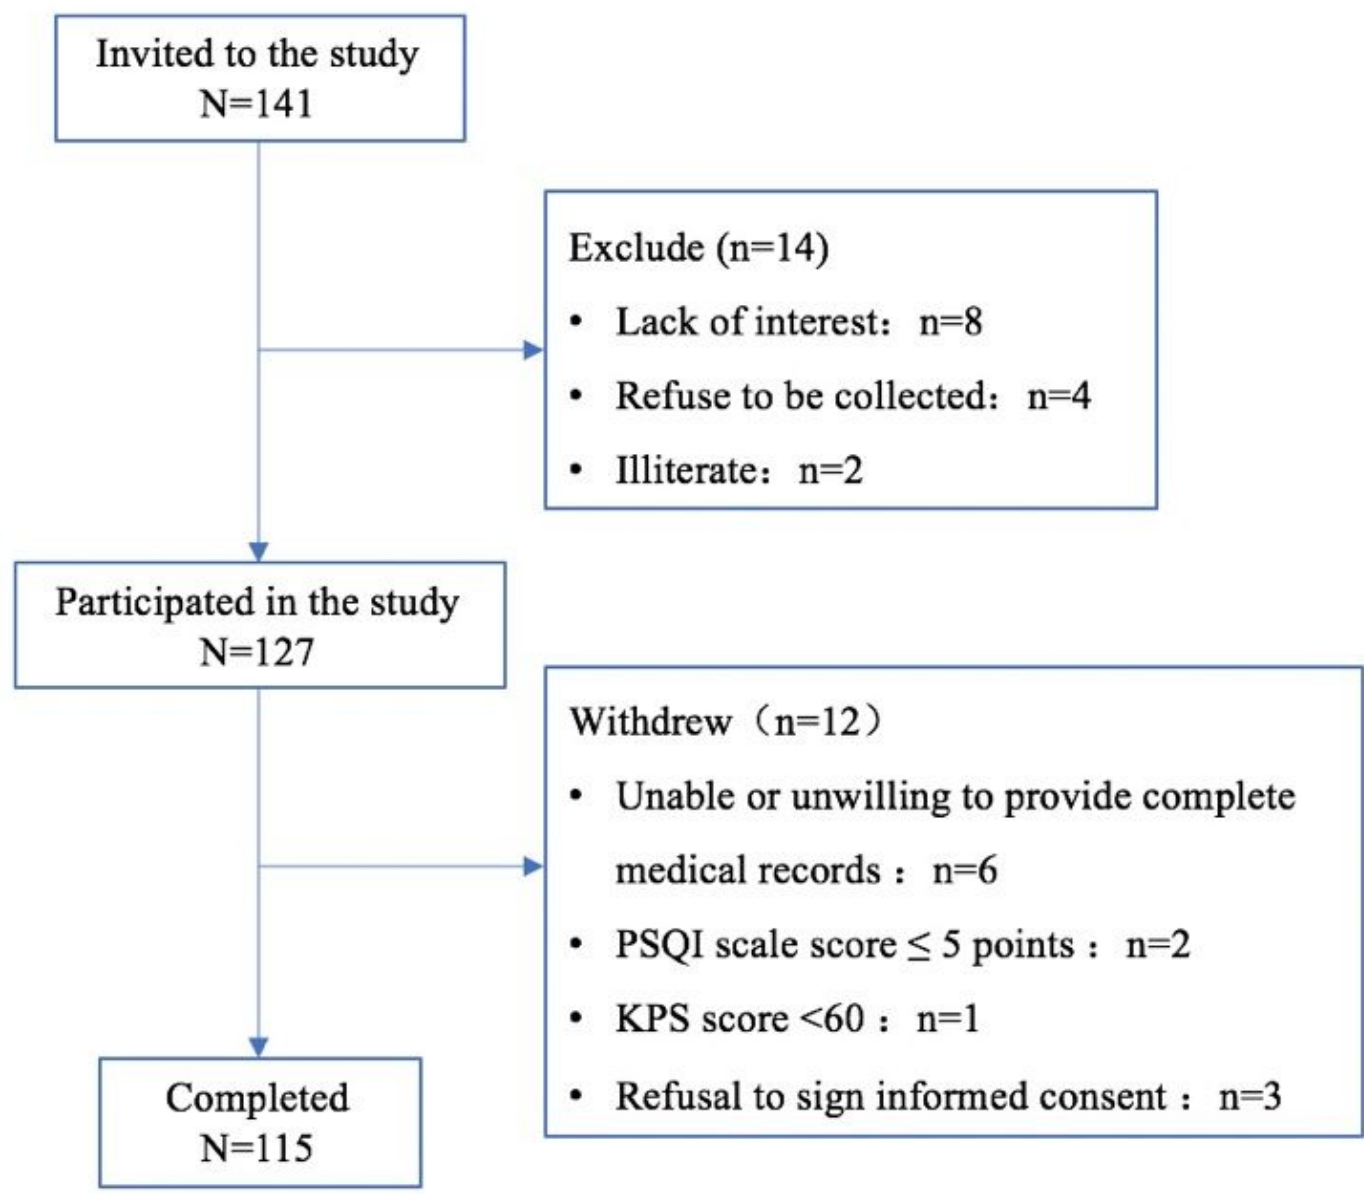 Invited to the study
N=141
Exclude (n=14)
• Lack of interest：n=8
• Refuse to be collected：n=4
• Illiterate：n=2
Participated in the study
N=127
Withdrew（n=12）
• Unable or unwilling to provide complete
medical records：n=6
• PSQI scale score ≤ 5 points：n=2
• KPS score <60：n=1
• Refusal to sign informed consent：n=3
Completed
N=115